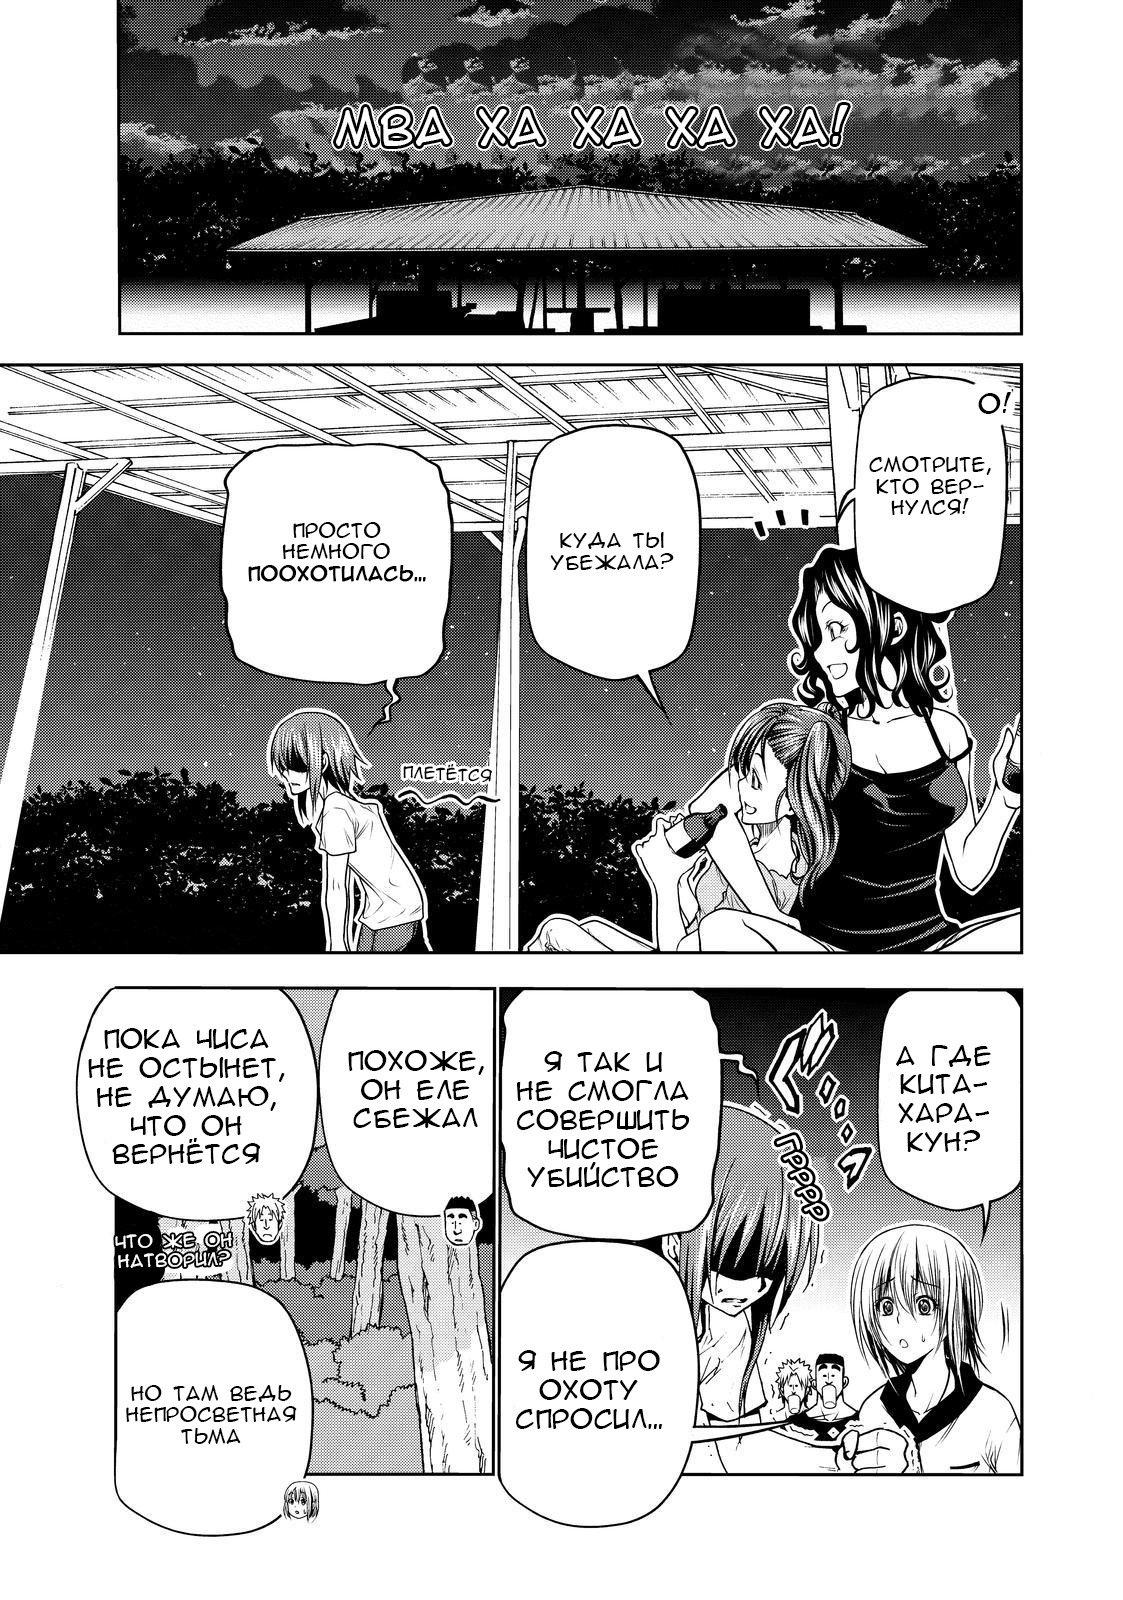 МВА ХА ХА ХА ХА!
О!
СМОТРИТЕ,
КТО ВЕР-
НУЛСЯ!
КУДА ТЫ
УБЕЖАЛА?
ПРОСТО
НЕМНОГО
ПООХОТИЛАСЬ...
ПЛЕТЁТСЯ
А ГДЕ
КИТА-
ХАРА-
КУН?
ГРРРР
Я ТАК И
НЕ СМОГЛА
СОВЕРШИТЬ
ЧИСТОЕ
УБИЙСТВО
Я НЕ ПРО
ОХОТУ
СПРОСИЛ...
ПОХОЖЕ,
ОН ЕЛЕ
СБЕЖАЛ
ПОКА ЧИСА
НЕ ОСТЫНЕТ,
НЕ ДУМАЮ,
ЧТО ОН
ВЕРНЁТСЯ
ЧТО ЖЕ ОН
НАТВОРИЛ?
НО ТАМ ВЕДЬ
НЕПРОСВЕТНАЯ
ТЬМА